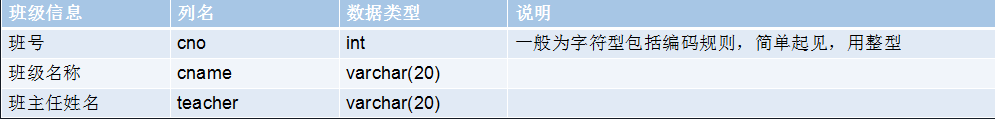 班级信息 列名 数据类型 说明
班号 cno int 一般为字符型包括编码规则，简单起见，用整型
班级名称 cname varchar(20)
班主任姓名 teacher varchar(20)